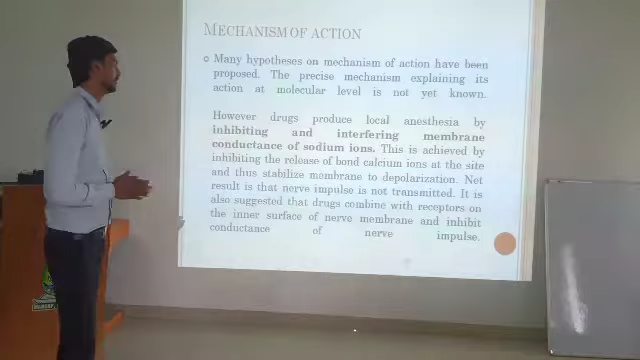 MECHANISM OF ACTION
Many hypotheses on mechanism of action have been
proposed. The precise mechanism explaining its
action at molecular level is not yet known.
However drugs produce local anesthesia by
inhibiting and interfering membrane
conductance of sodium ions. This is achieved by
inhibiting the release of bond calcium ions at the site
and thus stabilize membrane to depolarization. Net
result is that nerve impulse is not transmitted. It is
also suggested that drugs combine with receptors on
the inner surface of nerve membrane and inhibit
conductance of nerve impulse.